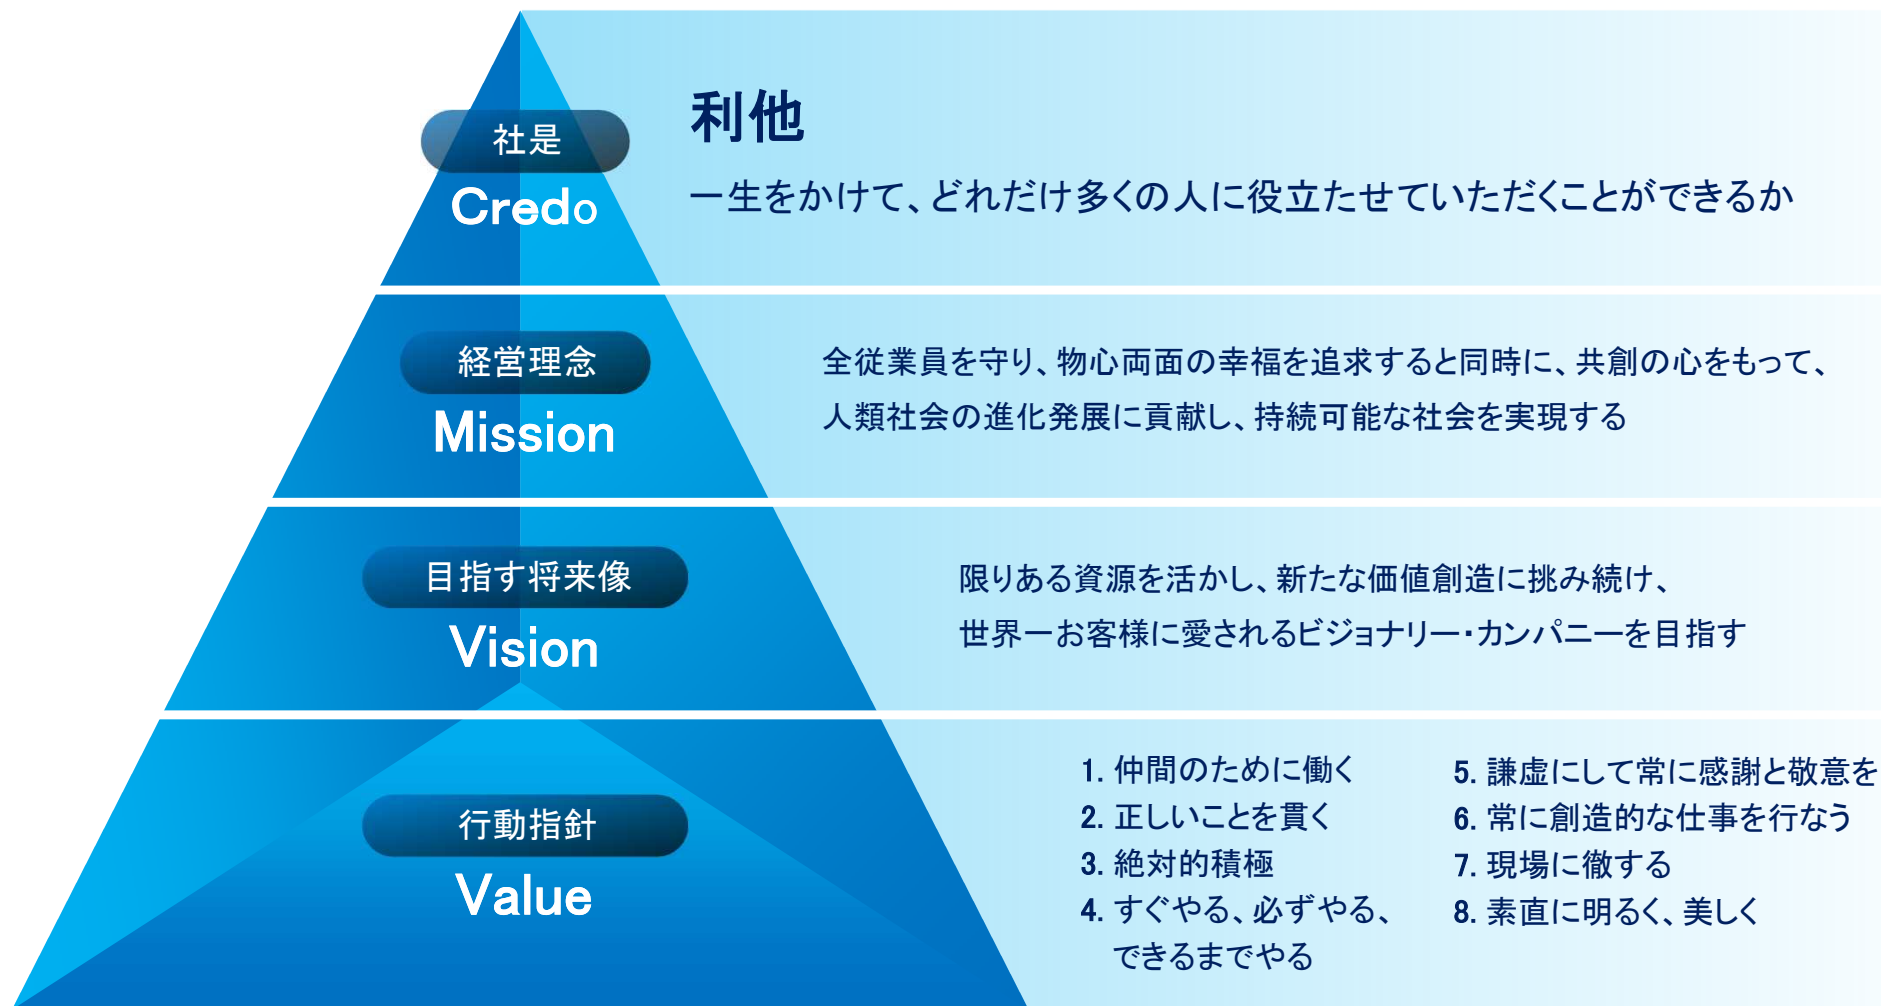 社是
Credo
利他
一生をかけて、どれだけ多くの人に役立たせていただくことができるか
経営理念
Mission
全従業員を守り、物心両面の幸福を追求すると同時に、共創の心をもって、
人類社会の進化発展に貢献し、持続可能な社会を実現する
目指す将来像
Vision
限りある資源を活かし、新たな価値創造に挑み続け、
世界一お客様に愛されるビジョナリー・カンパニーを目指す
行動指針
Value
1. 仲間のために働く
2. 正しいことを貫く
3. 絶対的積極
4. すぐやる、必ずやる、
できるまでやる
5. 謙虚にして常に感謝と敬意を
6. 常に創造的な仕事を行なう
7. 現場に徹する
8. 素直に明るく、美しく